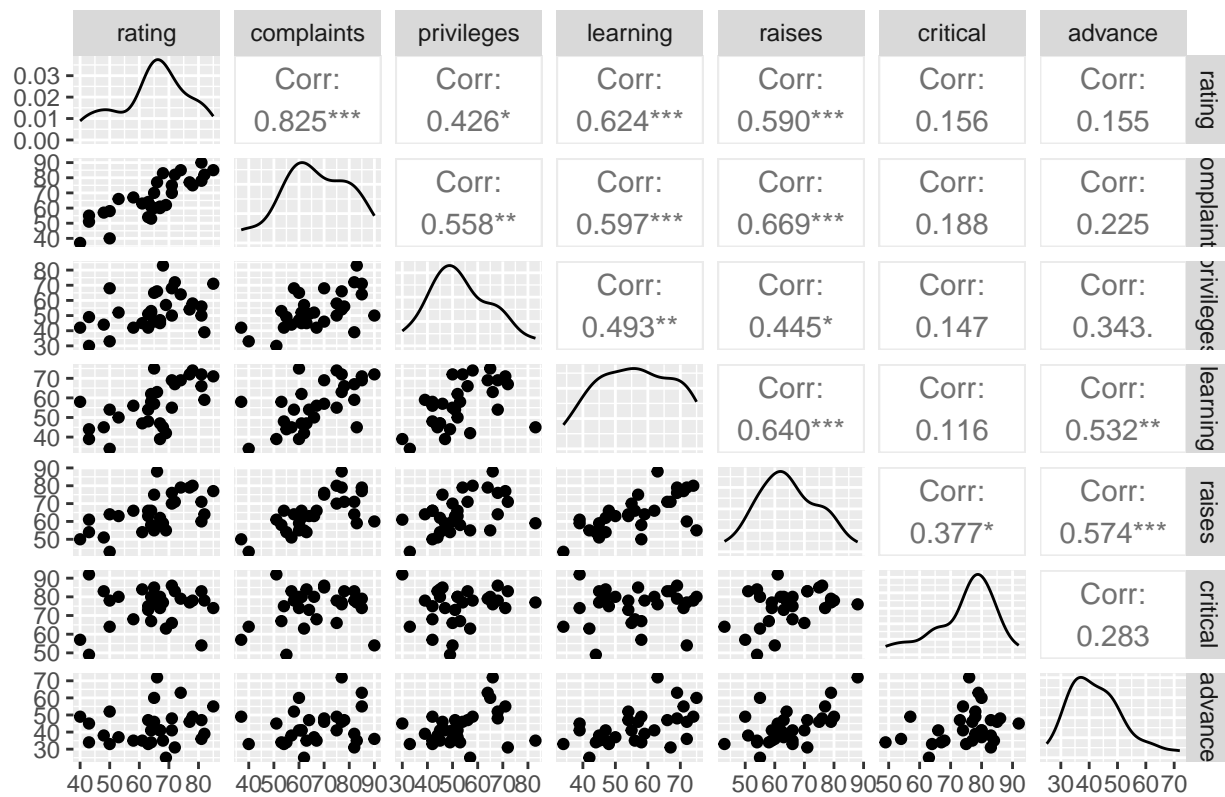 rating complaints privileges learning raises critical advance
0.03 Corr: Corr: Corr: Corr: Corr: Corr: rating
0.02
0.01 0.825*** 0.426* 0.624*** 0.590*** 0.156 0.155
0.00
90 Corr: Corr: Corr: Corr: Corr: omplaint
80
70
60 0.558** 0.597*** 0.669*** 0.188 0.225
50
40
80 Corr: Corr: Corr: Corr: privileges
70
60
50 0.493** 0.445* 0.147 0.343.
40
30
70 Corr: Corr: Corr: learning
60
50 0.640*** 0.116 0.532**
40
90 Corr: Corr: raises
80
70
60 0.377* 0.574***
50
90 Corr: critical
80
70
60 0.283
50
70 advance
60
50
40
30
40 50 60 70 80 40 50 60 70 80 90 30 40 50 60 70 80 40 50 60 70 50 60 70 80 90 50 60 70 80 90 30 40 50 60 70